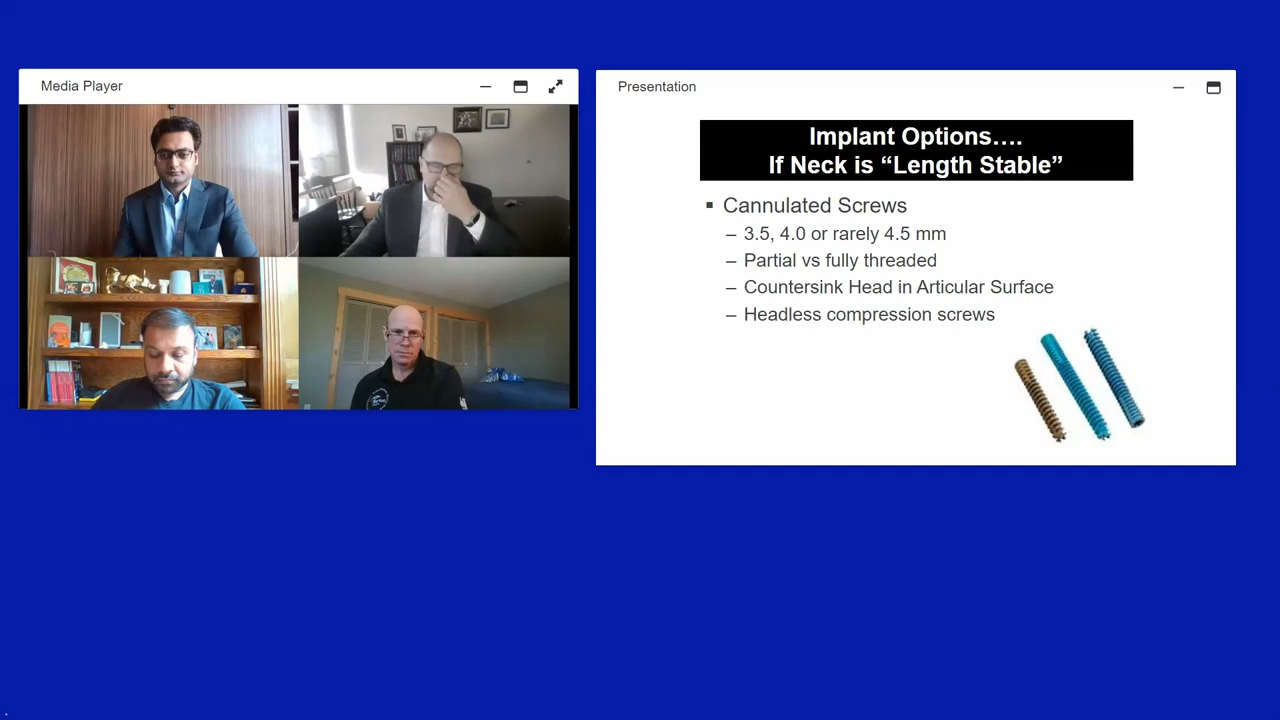 Media Player
Presentation
Implant Options….
If Neck is “Length Stable”
▪ Cannulated Screws
– 3.5, 4.0 or rarely 4.5 mm
– Partial vs fully threaded
– Countersink Head in Articular Surface
– Headless compression screws